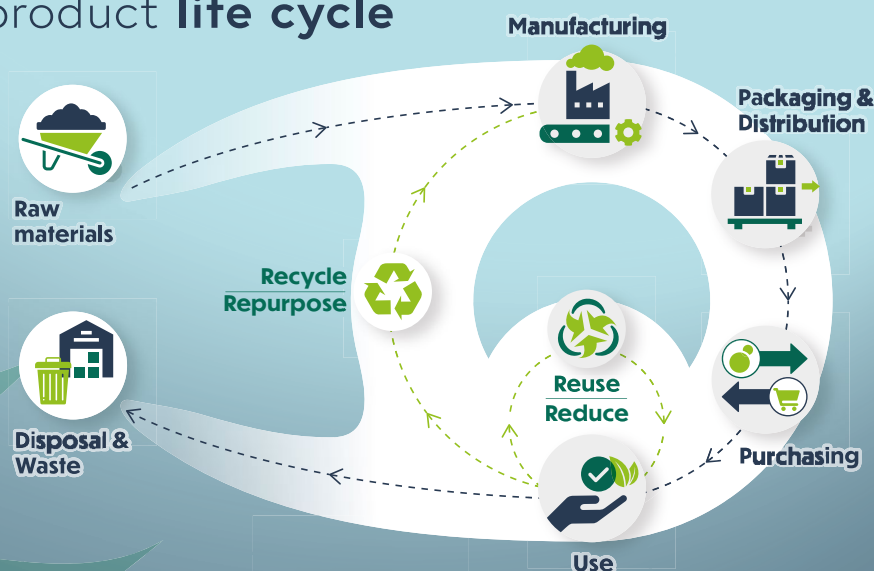 product life cycle
Manufacturing
Packaging &
Distribution
Raw
materials
Recycle
Repurpose
Reuse
Reduce
Disposal &
Waste
Purchasing
Use